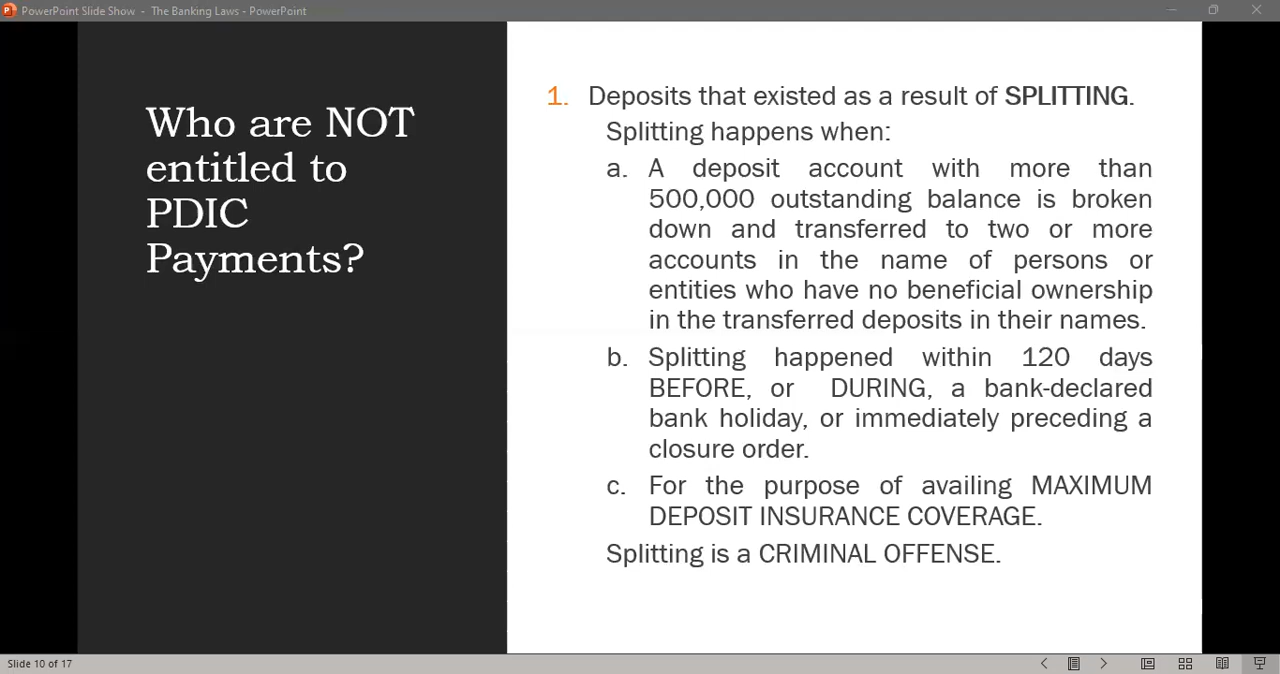 PowerPoint Slide Show - The Banking Laws - PowerPoint
Who are NOT
entitled to
PDIC
Payments?
1. Deposits that existed as a result of SPLITTING.
Splitting happens when:
a. A deposit account with more than
500,000 outstanding balance is broken
down and transferred to two or more
accounts in the name of persons or
entities who have no beneficial ownership
in the transferred deposits in their names.
b. Splitting happened within 120 days
BEFORE, or DURING, a bank-declared
bank holiday, or immediately preceding a
closure order.
c. For the purpose of availing MAXIMUM
DEPOSIT INSURANCE COVERAGE.
Splitting is a CRIMINAL OFFENSE.
Slide 10 of 17